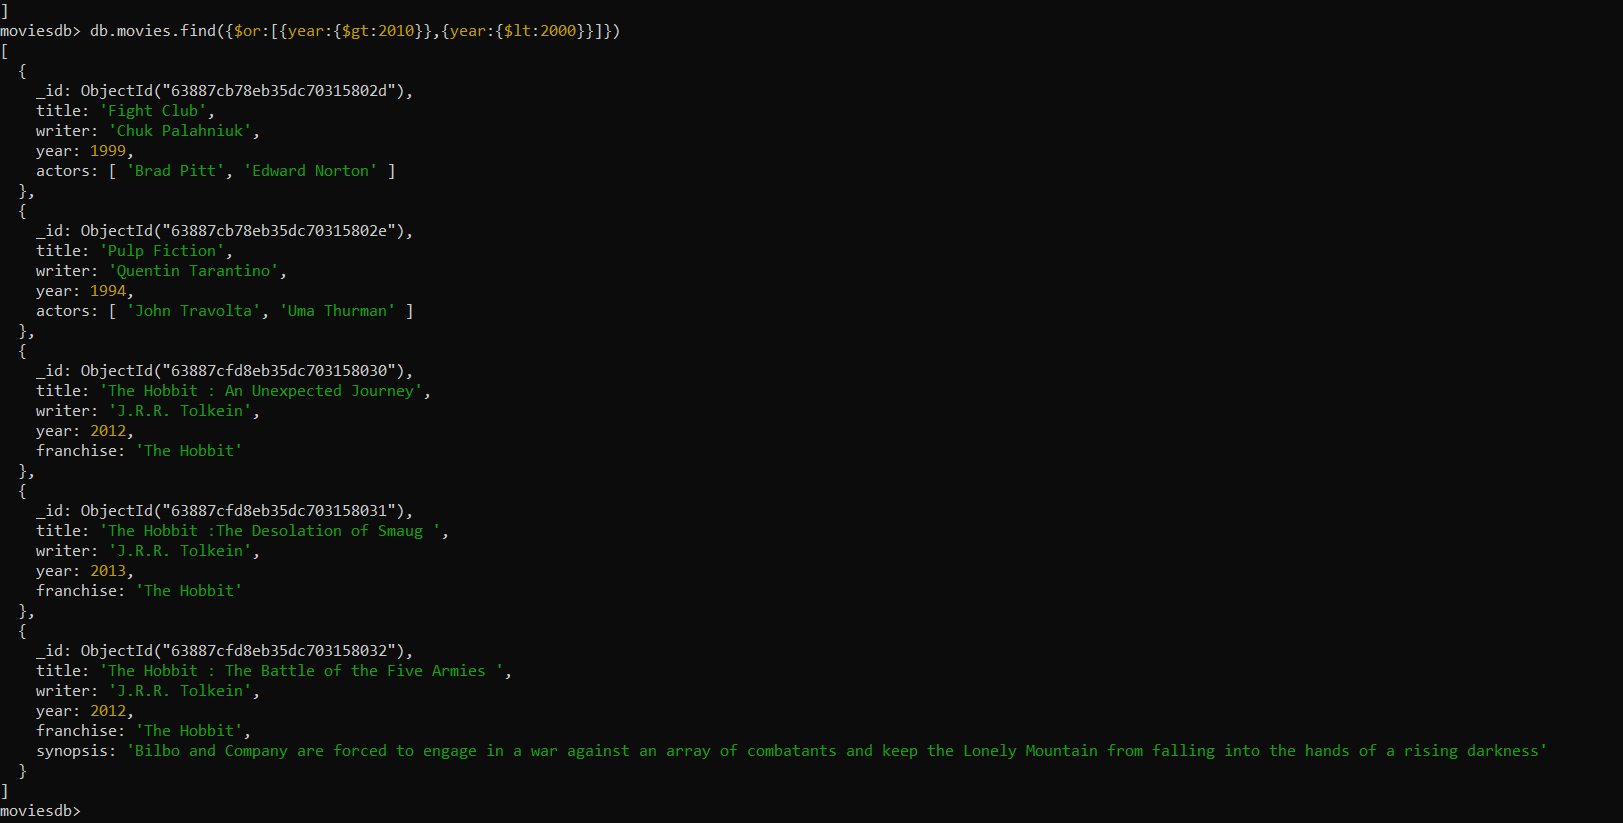 ]
moviesdb> db.movies.find({$or:[{year:{$gt:2010}},{year:{$lt:2000}}]})
[
  {
    _id: ObjectId("63887cb78eb35dc70315802d"),
    title: 'Fight Club',
    writer: 'Chuk Palahniuk',
    year: 1999,
    actors: [ 'Brad Pitt', 'Edward Norton' ]
  },
  {
    _id: ObjectId("63887cb78eb35dc70315802e"),
    title: 'Pulp Fiction',
    writer: 'Quentin Tarantino',
    year: 1994,
    actors: [ 'John Travolta', 'Uma Thurman' ]
  },
  {
    _id: ObjectId("63887cfd8eb35dc703158030"),
    title: 'The Hobbit : An Unexpected Journey',
    writer: 'J.R.R. Tolkein',
    year: 2012,
    franchise: 'The Hobbit'
  },
  {
    _id: ObjectId("63887cfd8eb35dc703158031"),
    title: 'The Hobbit :The Desolation of Smaug ',
    writer: 'J.R.R. Tolkein',
    year: 2013,
    franchise: 'The Hobbit'
  },
  {
    _id: ObjectId("63887cfd8eb35dc703158032"),
    title: 'The Hobbit : The Battle of the Five Armies ',
    writer: 'J.R.R. Tolkein',
    year: 2012,
    franchise: 'The Hobbit',
    synopsis: 'Bilbo and Company are forced to engage in a war against an array of combatants and keep the Lonely Mountain from falling into the hands of a rising darkness'
  }
]
moviesdb>